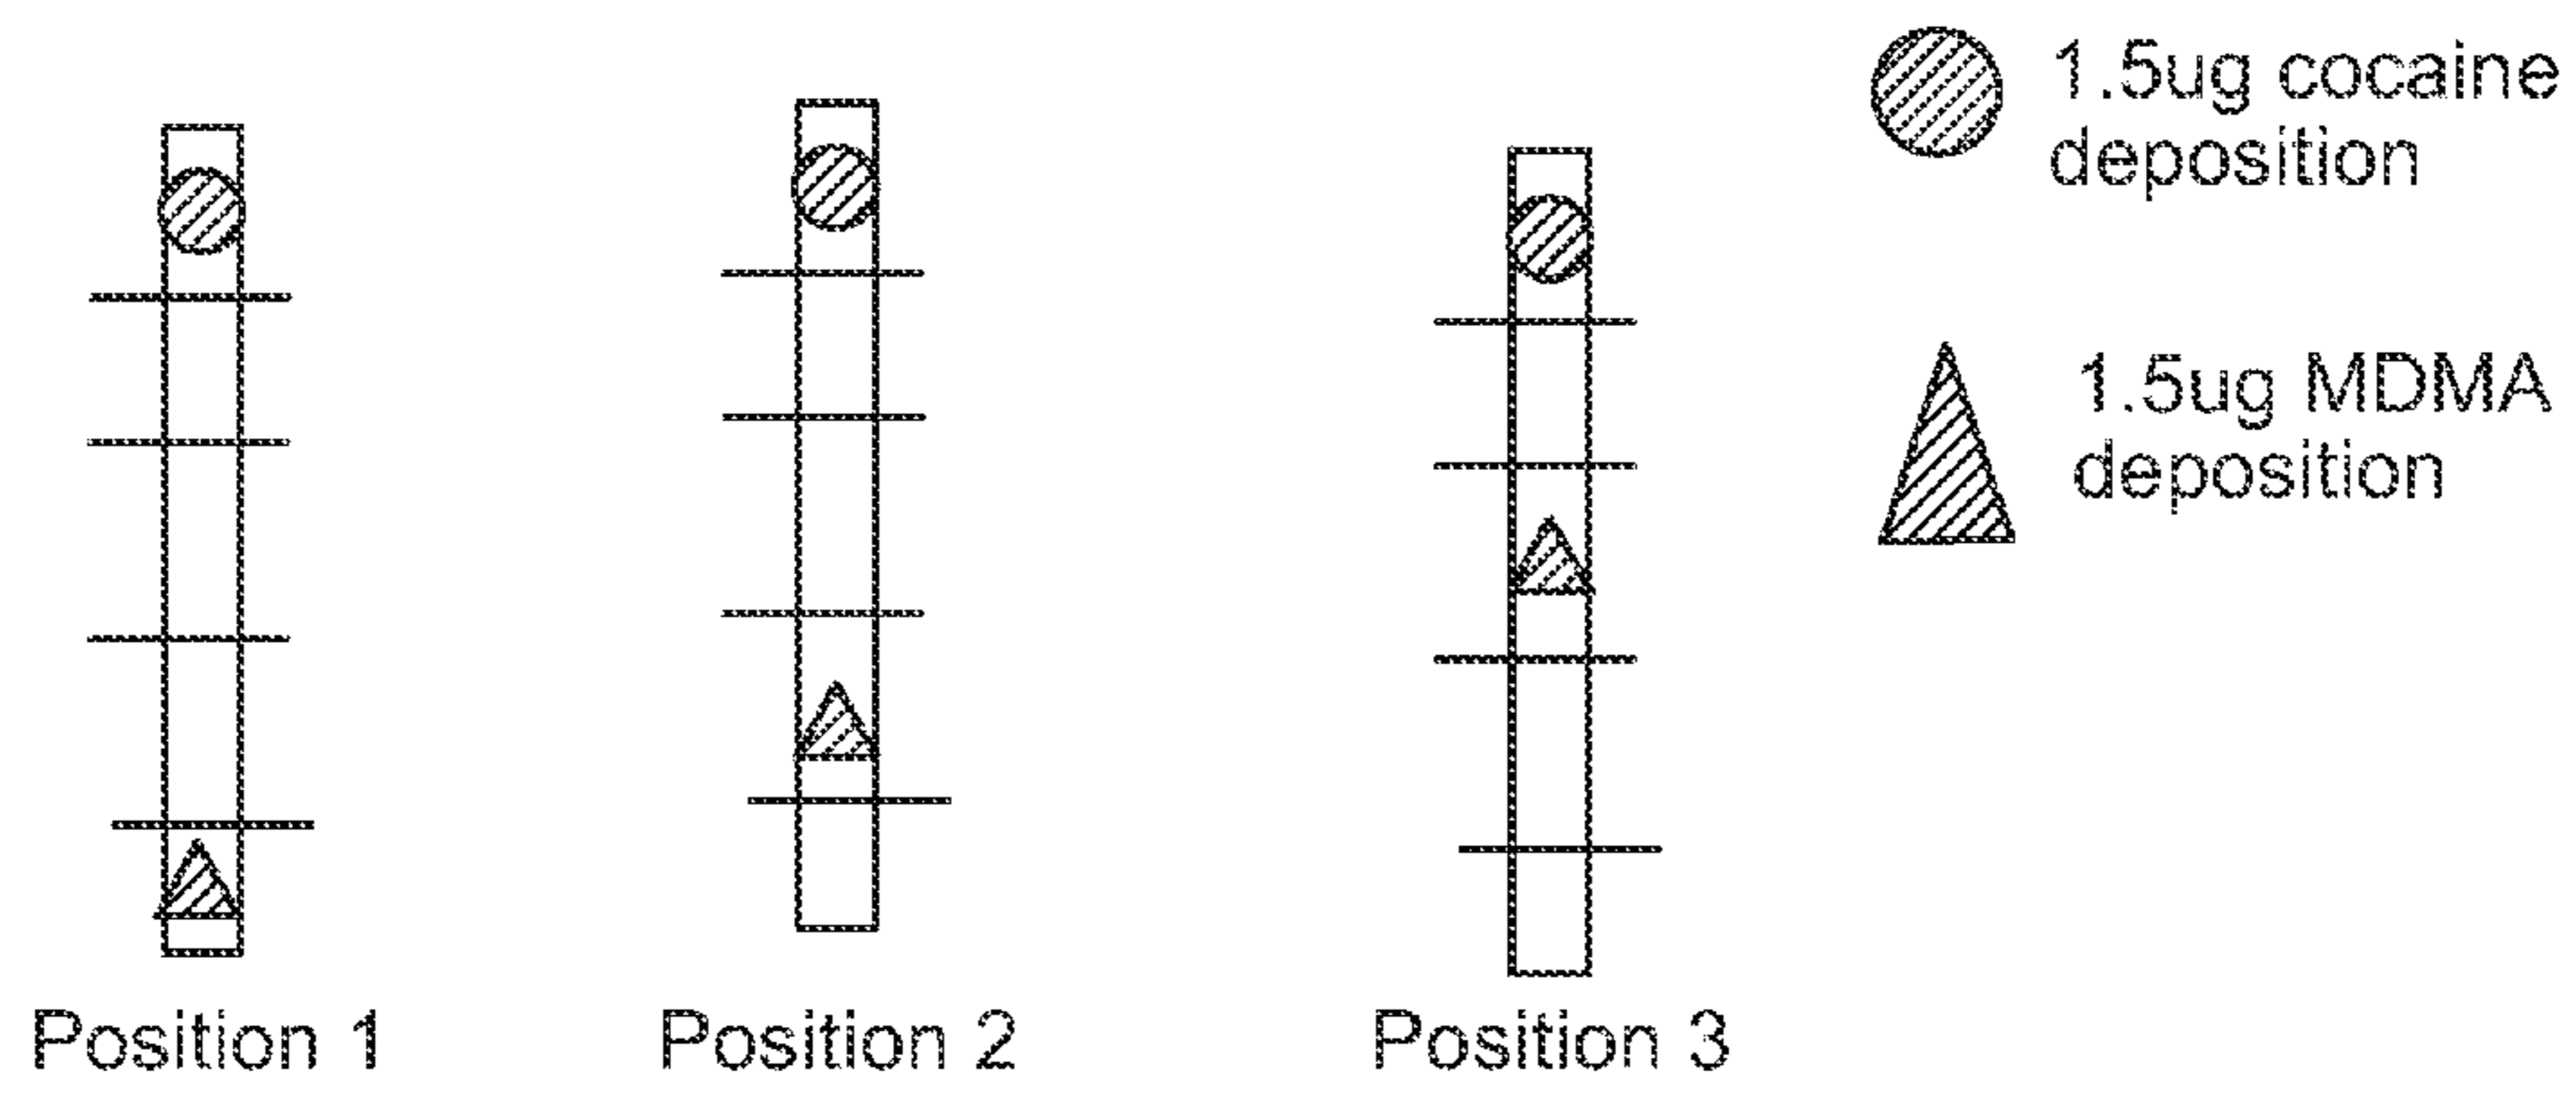 1.5ug cocaine
deposition
1.5ug MDMA
deposition
Position 1
Position 2
Position 3